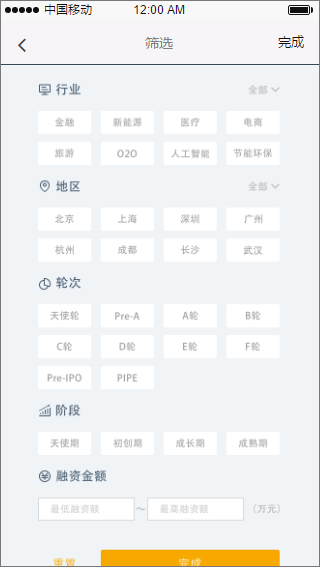 中国移动 12:00 AM
筛选 完成
行业 全部
金融 新能源 医疗 电商
旅游 O2O 人工智能 节能环保
地区 全部
北京 上海 深圳 广州
杭州 成都 长沙 武汉
轮次
天使轮 Pre-A A轮 B轮
C轮 D轮 E轮 F轮
Pre-IPO PIPE
阶段
天使期 初创期 成长期 成熟期
融资金额
最低融资额 ~ 最高融资额 (万元)
重置 完成